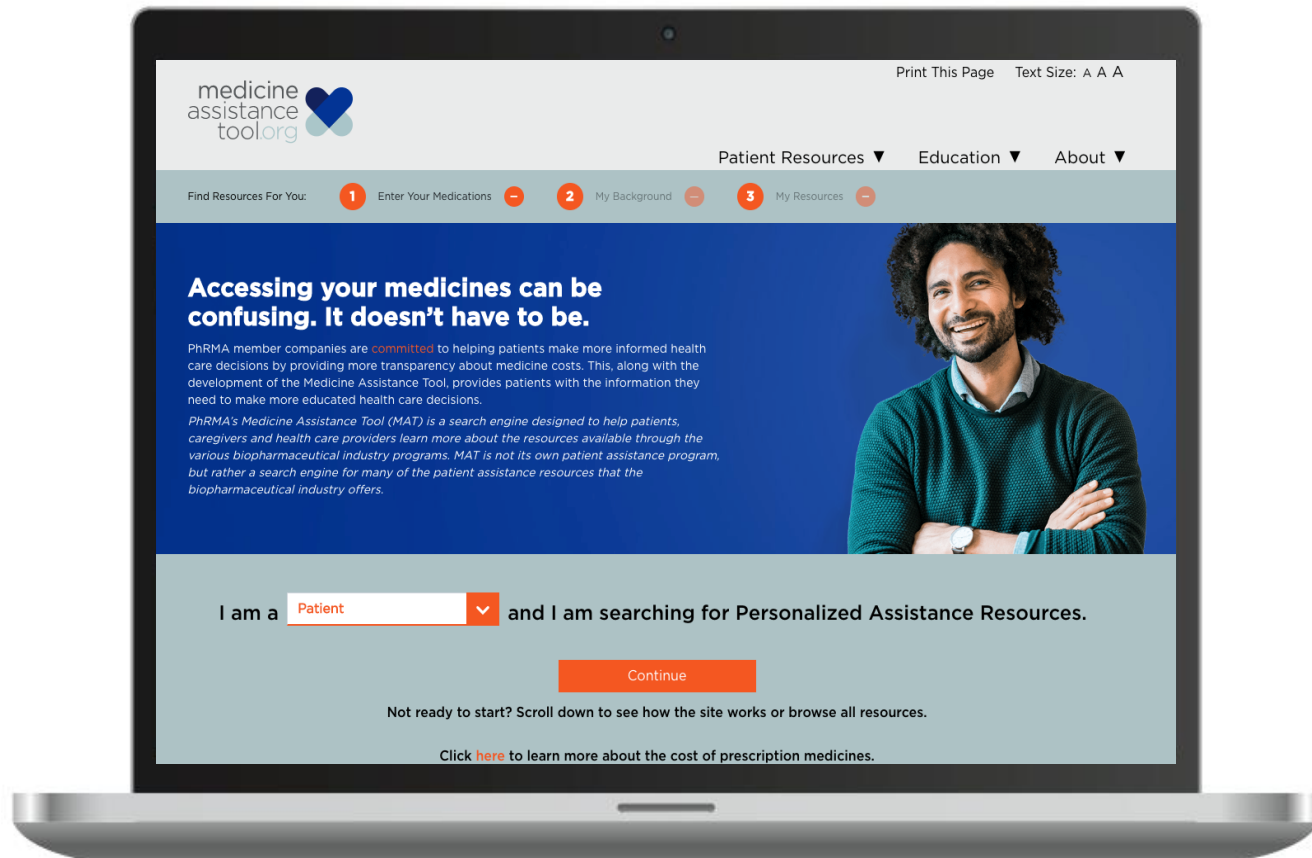 medicine
assistance
tool.org
Print This Page Text Size: A A A
Patient Resources ▼ Education ▼ About ▼
Find Resources For You: 1 Enter Your Medications 2 My Background 3 My Resources
Accessing your medicines can be
confusing. It doesn’t have to be.
PhRMA member companies are committed to helping patients make more informed health
care decisions by providing more transparency about medicine costs. This, along with the
development of the Medicine Assistance Tool, provides patients with the information they
need to make more educated health care decisions.
PhRMA’s Medicine Assistance Tool (MAT) is a search engine designed to help patients,
caregivers and health care providers learn more about the resources available through the
various biopharmaceutical industry programs. MAT is not its own patient assistance program,
but rather a search engine for many of the patient assistance resources that the
biopharmaceutical industry offers.
I am a Patient and I am searching for Personalized Assistance Resources.
Continue
Not ready to start? Scroll down to see how the site works or browse all resources.
Click here to learn more about the cost of prescription medicines.